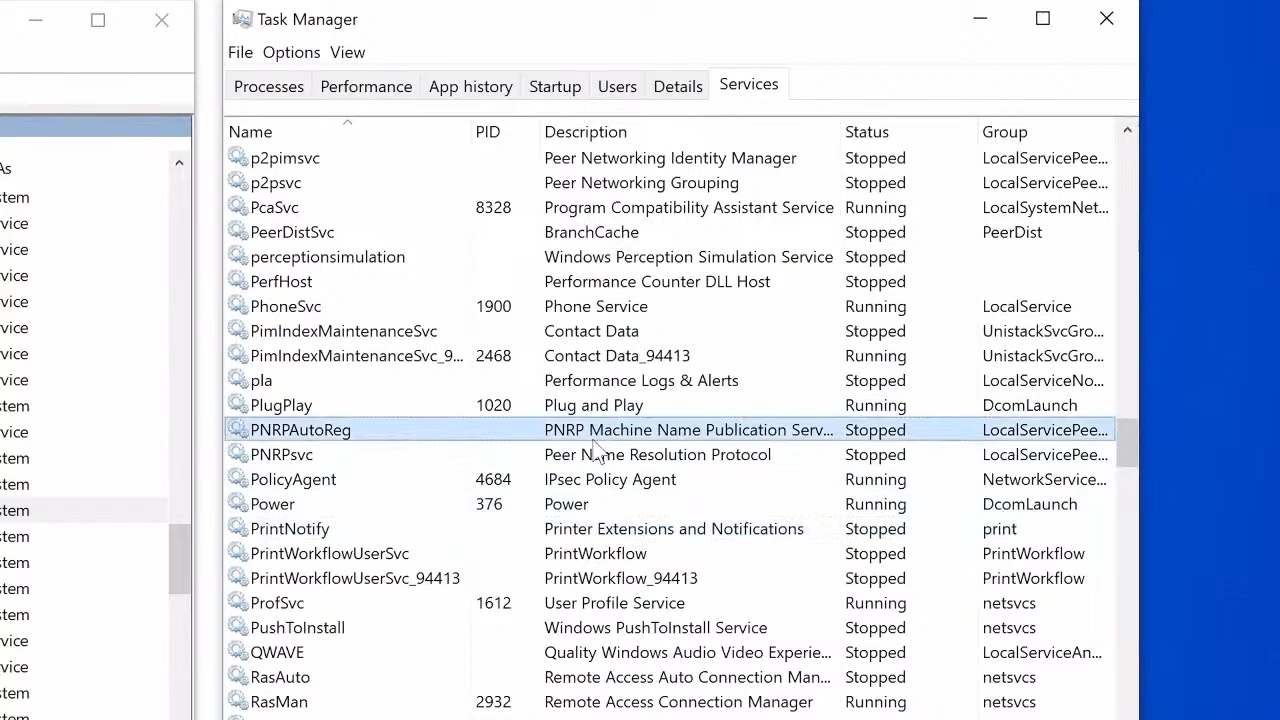 Task Manager
File Options View
Processes Performance App history Startup Users Details Services
Name PID Description Status Group
p2pimsvc Peer Networking Identity Manager Stopped LocalServicePee...
p2psvc Peer Networking Grouping Stopped LocalServicePee...
PcaSvc 8328 Program Compatibility Assistant Service Running LocalSystemNet...
PeerDistSvc BranchCache Stopped PeerDist
perceptionsimulation Windows Perception Simulation Service Stopped
PerfHost Performance Counter DLL Host Stopped
PhoneSvc 1900 Phone Service Running LocalService
PimIndexMaintenanceSvc Contact Data Stopped UnistackSvcGro...
PimIndexMaintenanceSvc_9... 2468 Contact Data_94413 Running UnistackSvcGro...
pla Performance Logs & Alerts Stopped LocalServiceNo...
PlugPlay 1020 Plug and Play Running DcomLaunch
PNRPAutoReg PNRP Machine Name Publication Serv... Stopped LocalServicePee...
PNRPsvc Peer Name Resolution Protocol Stopped LocalServicePee...
PolicyAgent 4684 IPsec Policy Agent Running NetworkService...
Power 376 Power Running DcomLaunch
PrintNotify Printer Extensions and Notifications Stopped print
PrintWorkflowUserSvc PrintWorkflow Stopped PrintWorkflow
PrintWorkflowUserSvc_94413 PrintWorkflow_94413 Stopped PrintWorkflow
ProfSvc 1612 User Profile Service Running netsvcs
PushToInstall Windows PushToInstall Service Stopped netsvcs
QWAVE Quality Windows Audio Video Experie... Stopped LocalServiceAn...
RasAuto Remote Access Auto Connection Man... Stopped netsvcs
RasMan 2932 Remote Access Connection Manager Running netsvcs